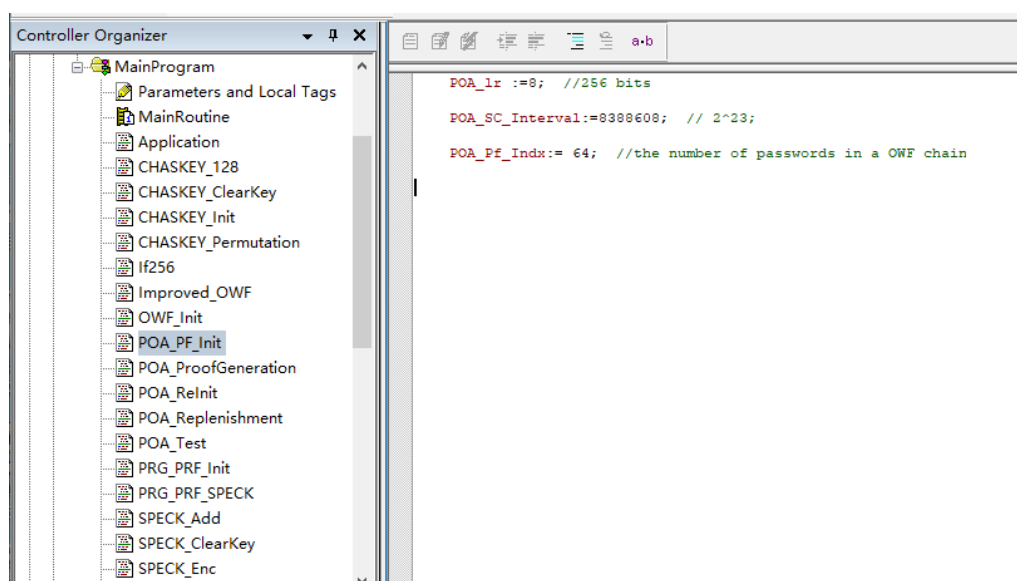 Controller Organizer
MainProgram
Parameters and Local Tags
MainRoutine
Application
CHASKEY_128
CHASKEY_ClearKey
CHASKEY_Init
CHASKEY_Permutation
If256
Improved_OWF
OWF_Init
POA_PF_Init
POA_ProofGeneration
POA_ReInit
POA_Replenishment
POA_Test
PRG_PRF_Init
PRG_PRF_SPECK
SPECK_Add
SPECK_ClearKey
SPECK_Enc
a•b
POA_lr :=8; //256 bits
POA_SC_Interval:=8388608; // 2^23;
POA_Pf_Indx:= 64; //the number of passwords in a OWF chain